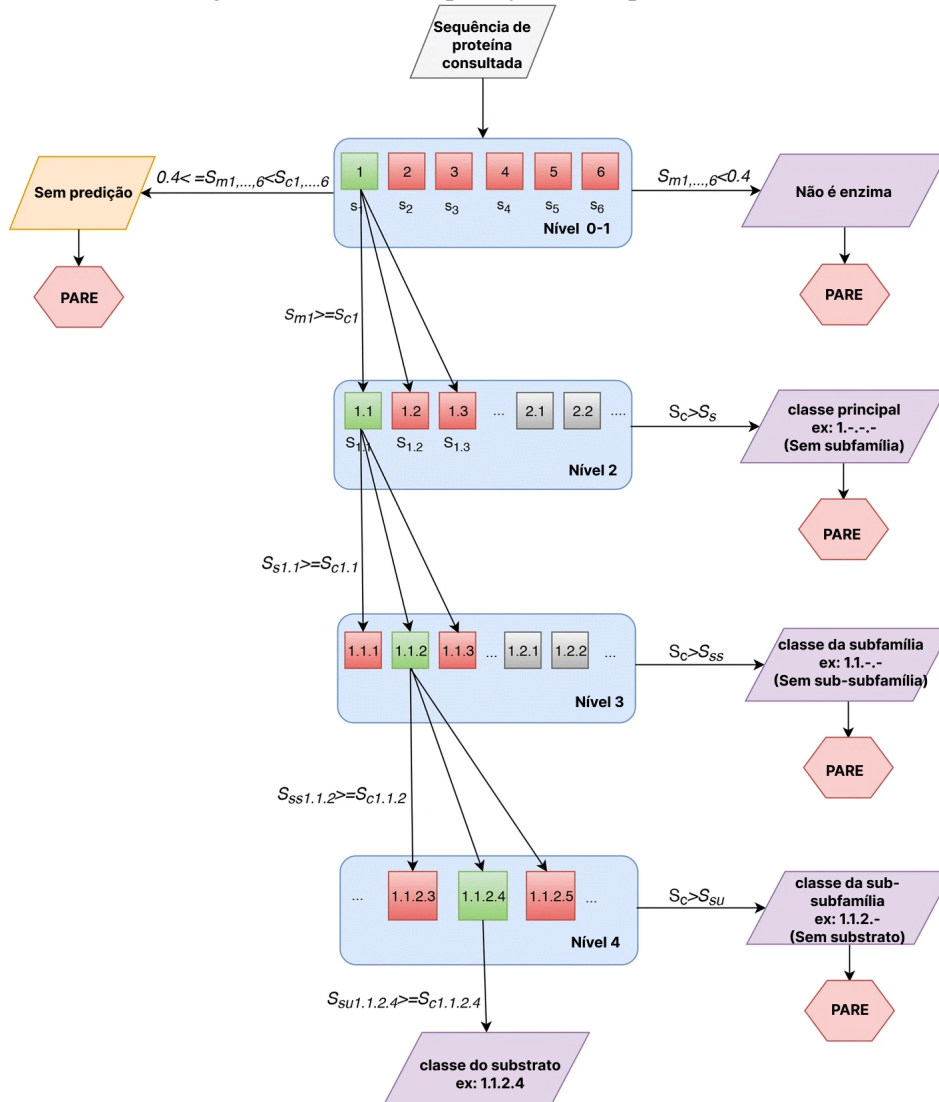 Sequência de
proteína
consultada
1 2 3 4 5 6
s1 s2 s3 s4 s5 s6
Nível 0-1
0.4< =Sm1,...,6<Sc1,....6
Sem predição
PARE
Sm1,...,6<0.4
Não é enzima
PARE
Sm1>=Sc1
1.1 1.2 1.3 ... 2.1 2.2 ....
S1.1 S1.2 S1.3
Nível 2
Sc>Ss
classe principal
ex: 1.-.-.-
(Sem subfamília)
PARE
Ss1.1>=Sc1.1
1.1.1 1.1.2 1.1.3 ... 1.2.1 1.2.2 ...
Nível 3
Sc>Sss
classe da subfamília
ex: 1.1.-.-
(Sem sub-subfamília)
PARE
Sss1.1.2>=Sc1.1.2
... 1.1.2.3 1.1.2.4 1.1.2.5 ...
Nível 4
Sc>Ssu
classe da sub-
subfamília
ex: 1.1.2.-
(Sem substrato)
PARE
Ssu1.1.2.4>=Sc1.1.2.4
classe do substrato
ex: 1.1.2.4